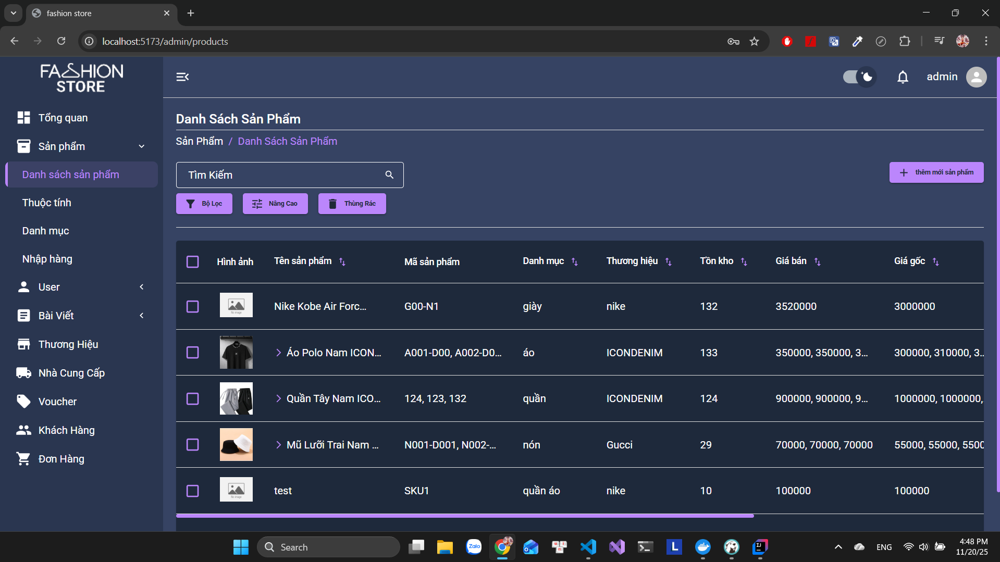 fashion store
localhost:5173/admin/products
FASHION
STORE
admin
Tổng quan
Sản phẩm
Danh sách sản phẩm
Thuộc tính
Danh mục
Nhập hàng
User
Bài Viết
Thương Hiệu
Nhà Cung Cấp
Voucher
Khách Hàng
Đơn Hàng
Danh Sách Sản Phẩm
Sản Phẩm / Danh Sách Sản Phẩm
Tìm Kiếm
thêm mới sản phẩm
Bộ Lọc Nâng Cao Thùng Rác
Hình ảnh Tên sản phẩm Mã sản phẩm Danh mục Thương hiệu Tồn kho Giá bán Giá gốc
No image Nike Kobe Air Forc... G00-N1 giày nike 132 3520000 3000000
Áo Polo Nam ICON... A001-D00, A002-D0... áo ICONDENIM 133 350000, 350000, 3... 300000, 310000, 3..
Quần Tây Nam ICO... 124, 123, 132 quần ICONDENIM 124 900000, 900000, 9... 1000000, 1000000,
Mũ Lưỡi Trai Nam ... N001-D001, N002-... nón Gucci 29 70000, 70000, 70000 55000, 55000, 5500
No image test SKU1 quần áo nike 10 100000 100000
Search
Zalo
L
IJ
ENG
4:48 PM
11/20/25